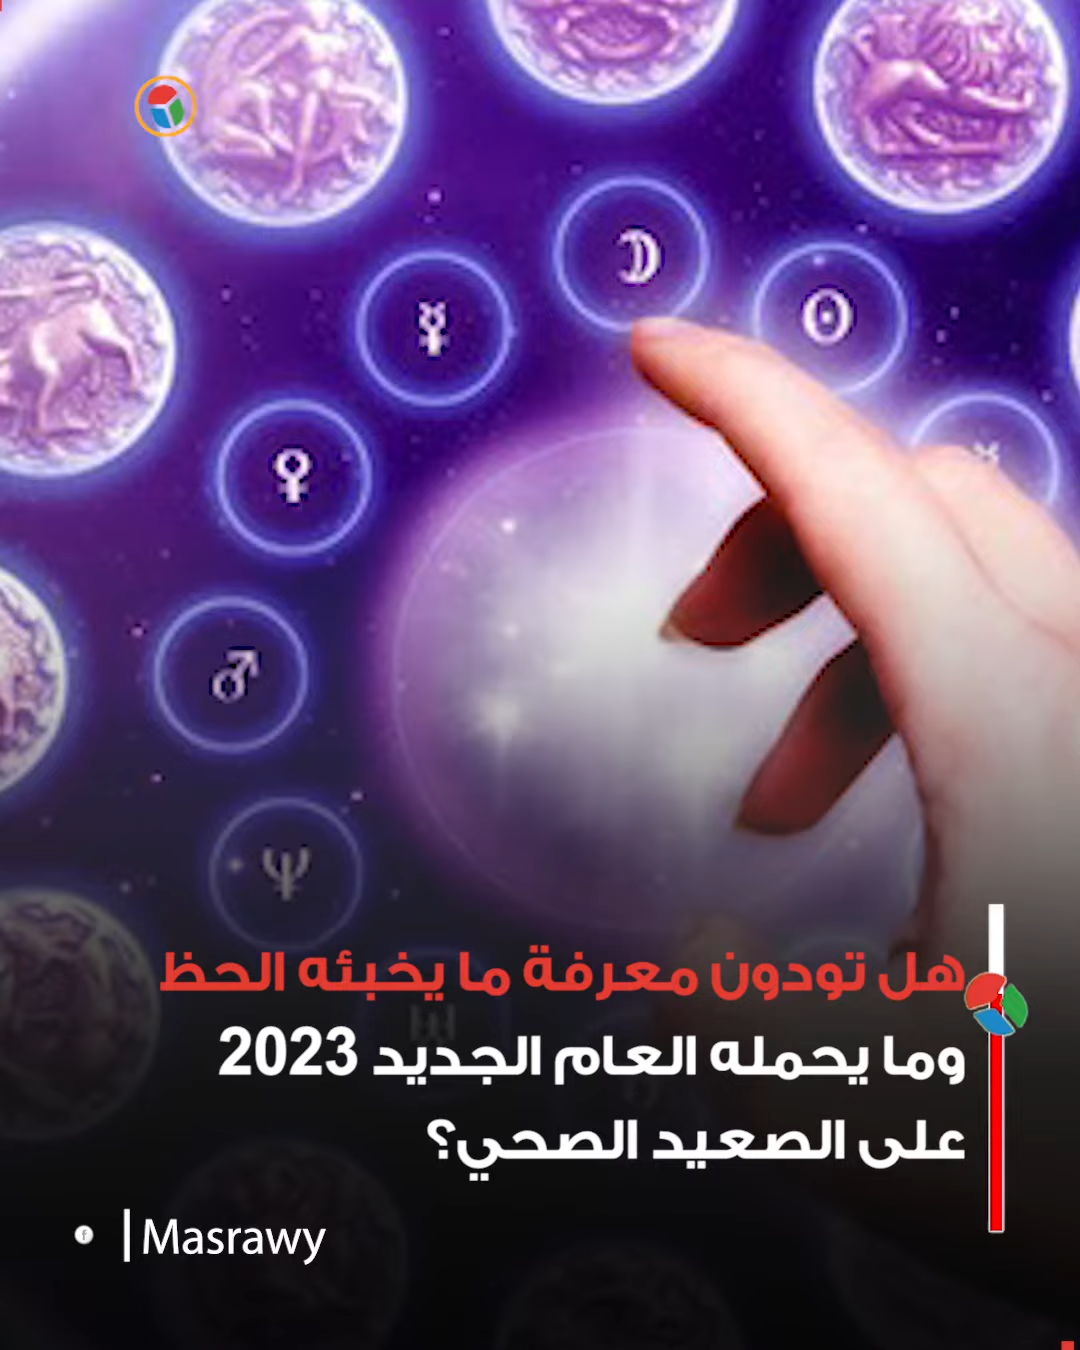 هل تودون معرفة ما يخبئه الحظ
وما يحمله العام الجديد 2023
على الصعيد الصحي؟
Masrawy